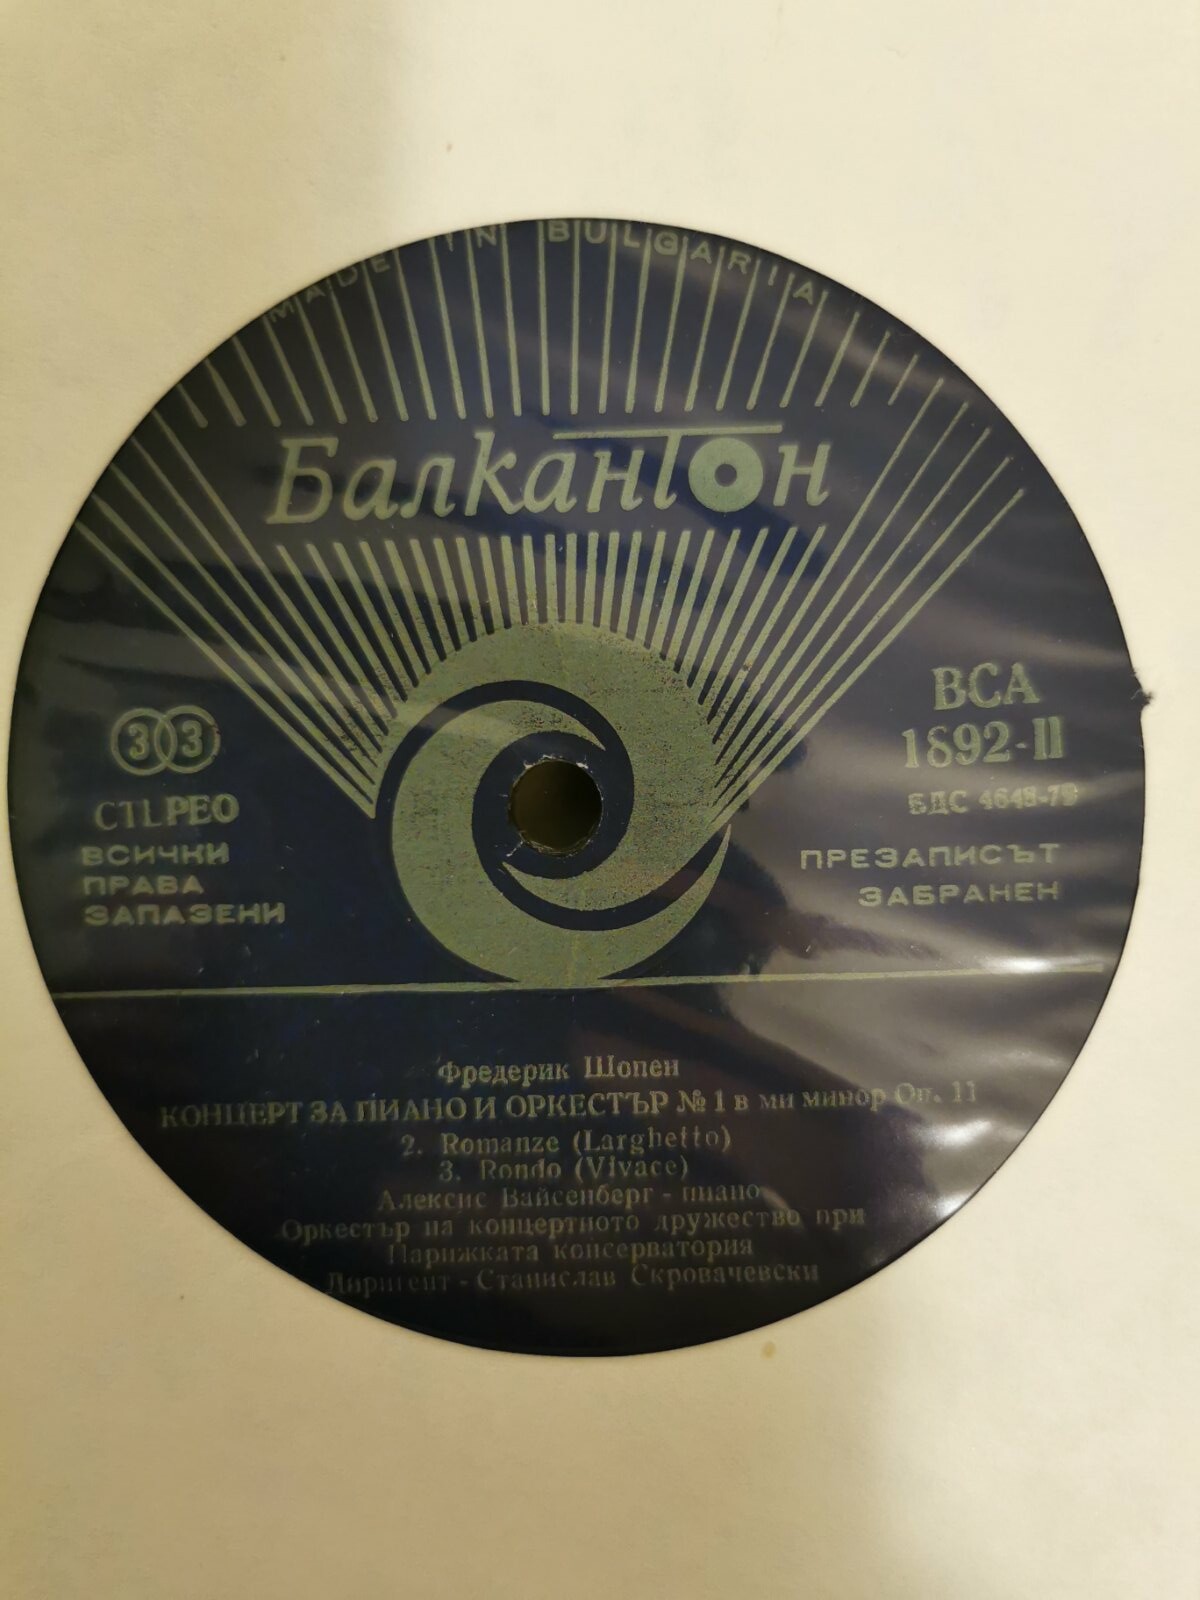 MADE IN BULGARIA
Балкантон
33
СТЕРЕО
ВСИЧКИ
ПРАВА
ЗАПАЗЕНИ
ВСА
1892-II
БДС 4648-79
ПРЕЗАПИСЪТ
ЗАБРАНЕН
Фредерик Шопен
КОНЦЕРТ ЗА ПИАНО И ОРКЕСТЪР № 1 в ми минор Оп. 11
2. Romanze (Larghetto)
3. Rondo (Vivace)
Алексис Вайсенберг - пиано
Оркестър на концертното дружество при
Парижката консерватория
Диригент - Станислав Скровачевски